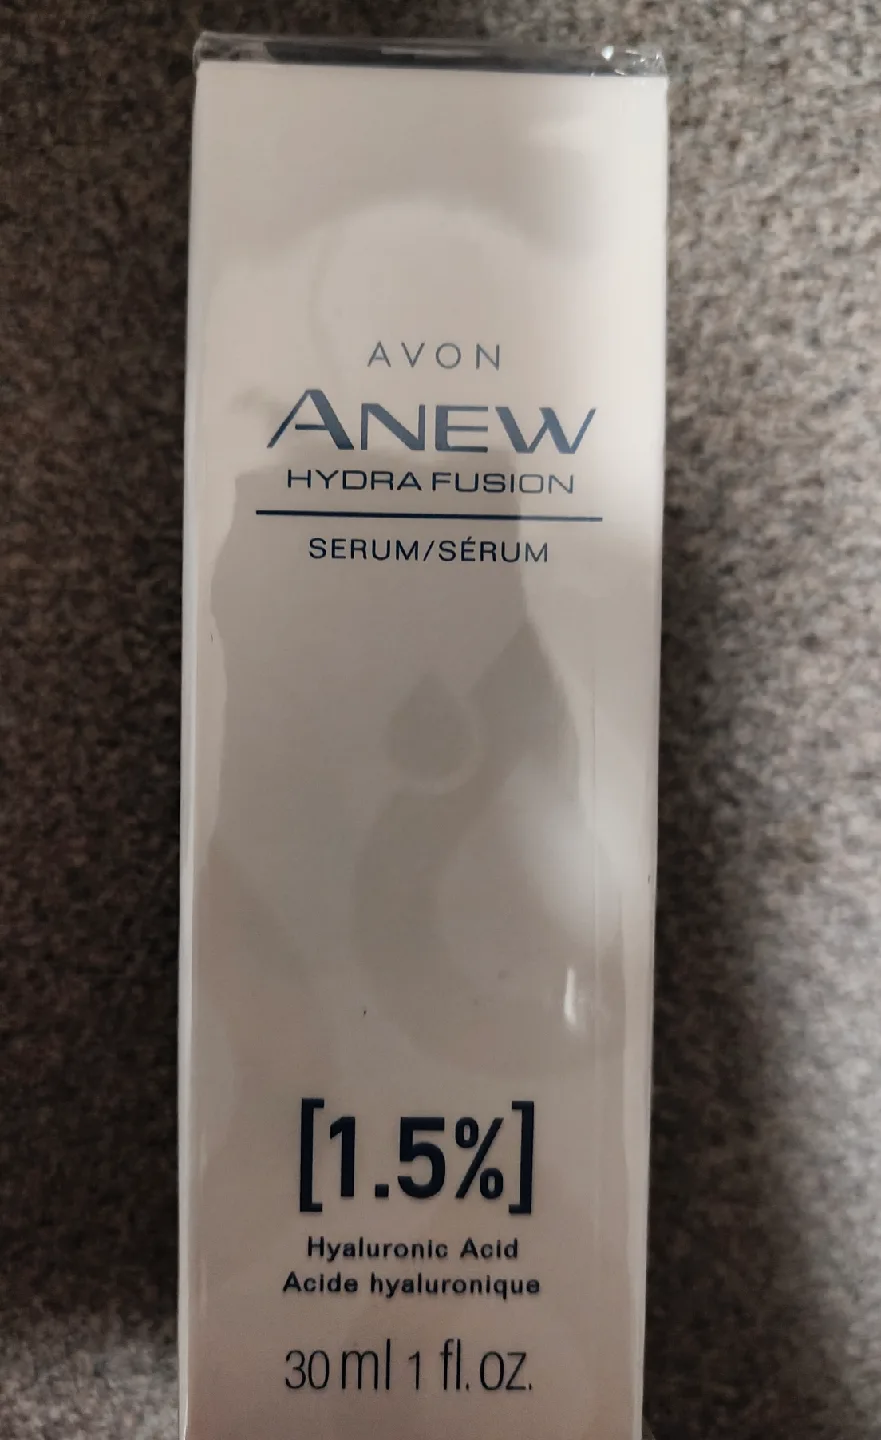 AVON
ANEW
HYDRA FUSION
SERUM/SÉRUM
[1.5%]
Hyaluronic Acid
Acide hyaluronique
30 ml 1 fl. oz.